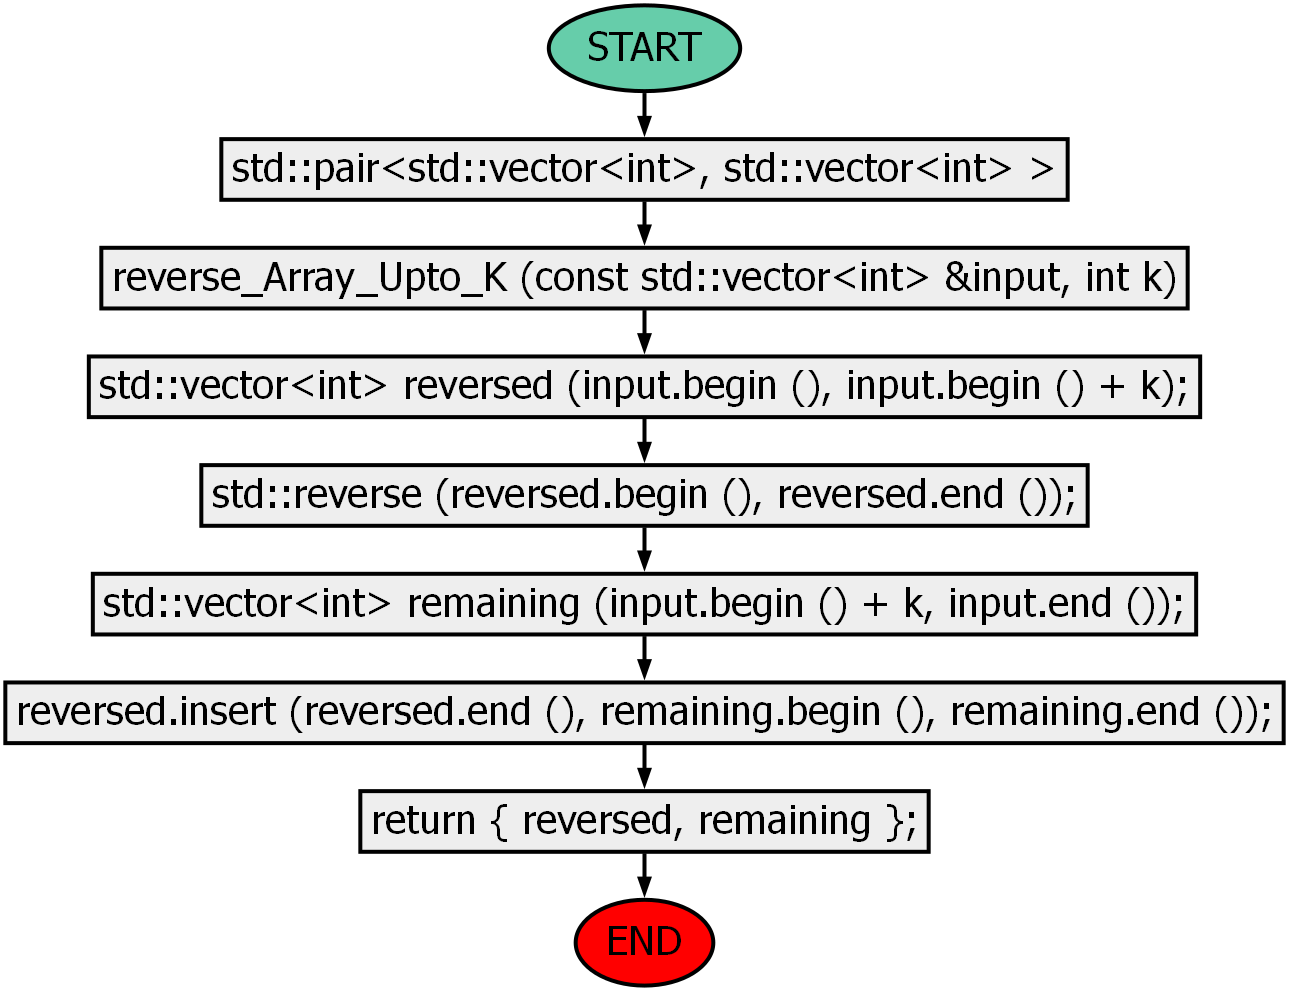 START
std::pair<std::vector<int>, std::vector<int> >
reverse_Array_Upto_K (const std::vector<int> &input, int k)
std::vector<int> reversed (input.begin (), input.begin () + k);
std::reverse (reversed.begin (), reversed.end ());
std::vector<int> remaining (input.begin () + k, input.end ());
reversed.insert (reversed.end (), remaining.begin (), remaining.end ());
return { reversed, remaining };
END